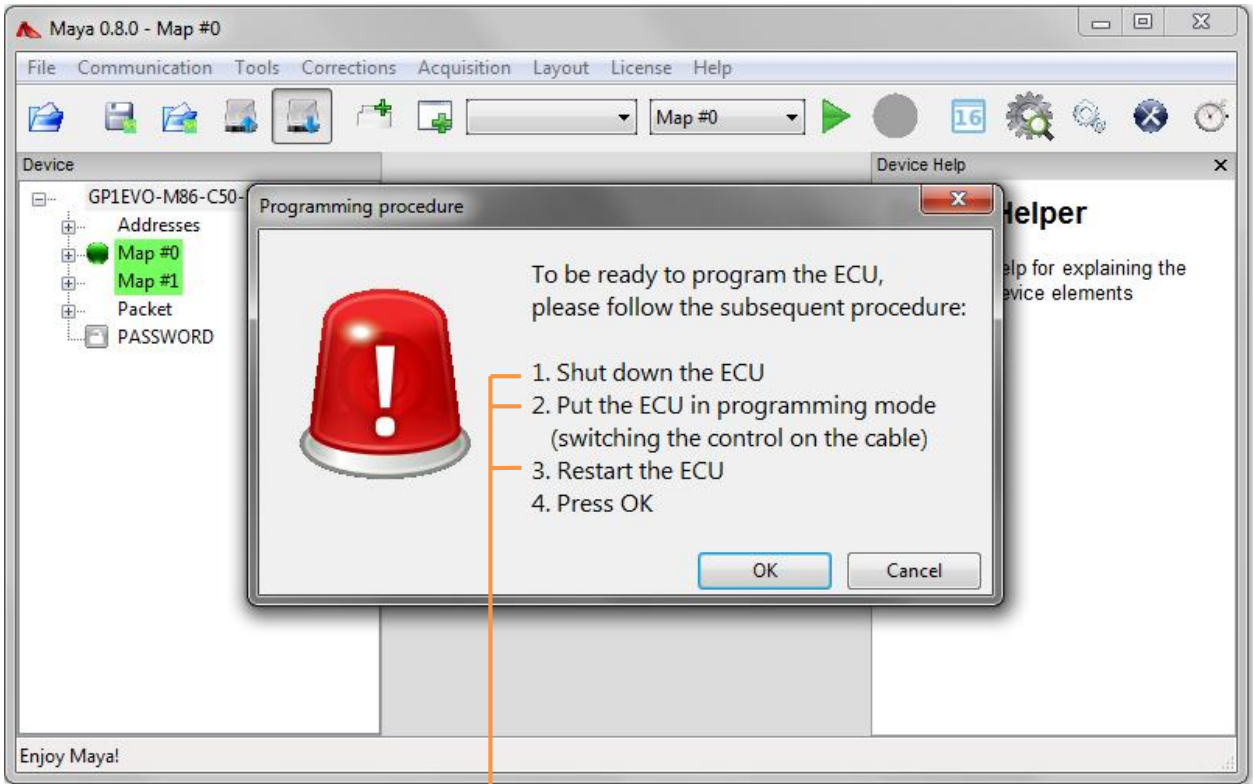 Maya 0.8.0 - Map #0
File Communication Tools Corrections Acquisition Layout License Help
Map #0
16
Device
Device Help
GP1EVO-M86-C50-
Addresses
Map #0
Map #1
Packet
PASSWORD
Programming procedure
To be ready to program the ECU,
please follow the subsequent procedure:
1. Shut down the ECU
2. Put the ECU in programming mode
(switching the control on the cable)
3. Restart the ECU
4. Press OK
OK Cancel
Helper
elp for explaining the
evice elements
Enjoy Maya!